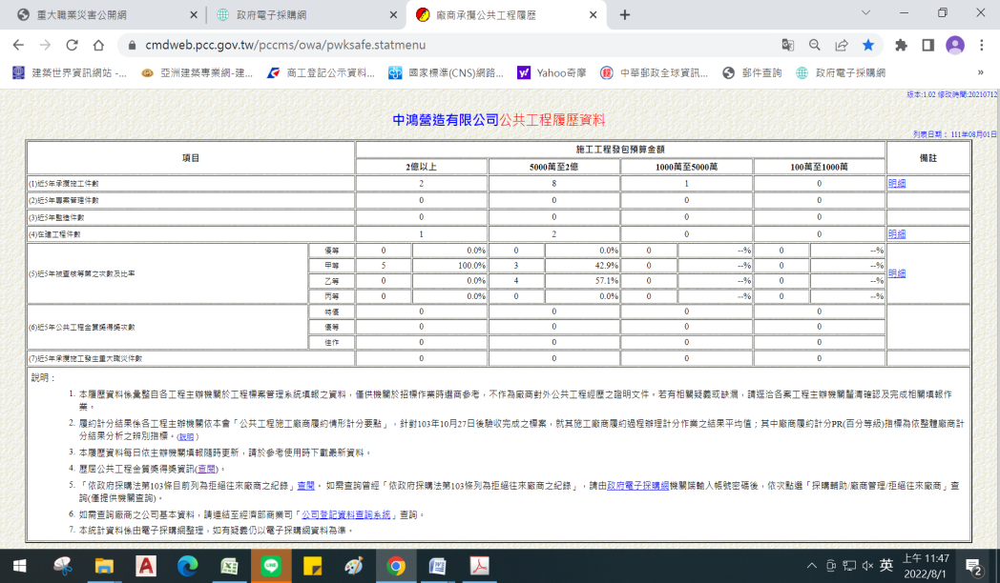 重大職業災害公開網
政府電子採購網
廠商承攬公共工程履歷
cmdweb.pcc.gov.tw/pccms/owa/pwksafe.statmenu
建築世界資訊網站 -...
亞洲建築專業網-建...
商工登記公示資料...
國家標準(CNS)網路...
Yahoo奇摩
中華郵政全球資訊...
郵件查詢
政府電子採購網
»
版本:1.02 修改時間:20210712
中鴻營造有限公司公共工程履歷資料
列表日期： 111年08月01日
項目 施工工程發包預算金額 備註
2億以上 5000萬至2億 1000萬至5000萬 100萬至1000萬
(1)近5年承攬施工件數 2 8 1 0 明細
(2)近5年專案管理件數 0 0 0 0
(3)近5年監造件數 0 0 0 0
(4)在建工程件數 1 2 0 0 明細
(5)近5年被查核等第之次數及比率 明細
優等 0 0.0% 0 0.0% 0 --% 0 --%
甲等 5 100.0% 3 42.9% 0 --% 0 --%
乙等 0 0.0% 4 57.1% 0 --% 0 --%
丙等 0 0.0% 0 0.0% 0 --% 0 --%
(6)近5年公共工程金質獎得獎次數
特優 0 0 0 0
優等 0 0 0 0
佳作 0 0 0 0
(7)近5年承攬施工發生重大職災件數 0 0 0 0
說明：
1. 本履歷資料係彙整自各工程主辦機關於工程標案管理系統填報之資料，僅供機關於招標作業時選商參考，不作為廠商對外公共工程經歷之證明文件。若有相關疑義或缺漏，請逕洽各案工程主辦機關釐清確認及完成相關填報作
業。
2. 履約計分結果係各工程主辦機關依本會「公共工程施工廠商履約情形計分要點」，針對103年10月27日後驗收完成之標案，就其施工廠商履約過程辦理計分作業之結果平均值；其中廠商履約計分PR(百分等級)指標為依整體廠商計
分結果分析之辨別指標。(說明 )
3. 本履歷資料每日依主辦機關填報隨時更新，請於參考使用時下載最新資料。
4. 歷屆公共工程金質獎得獎資訊(查閱)。
5. 「依政府採購法第103條目前列為拒絕往來廠商之紀錄」查閱。 如需查詢曾經「依政府採購法第103條列為拒絕往來廠商之紀錄」，請由政府電子採購網機關端輸入帳號密碼後，依次點選「採購輔助/廠商管理/拒絕往來廠商」查
詢(僅提供機關查詢)。
6. 如需查詢廠商之公司基本資料，請連結至經濟部商業司「公司登記資料查詢系統」查詢。
7. 本統計資料係由電子採購網整理，如有疑義仍以電子採購網資料為準。
英
上午 11:47
2022/8/1
2